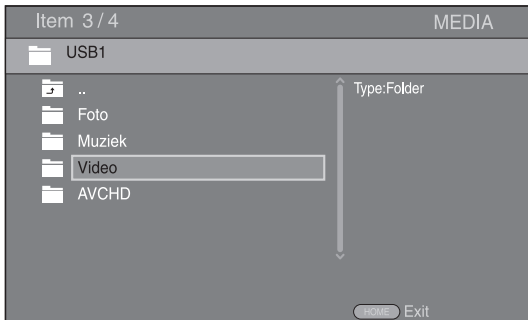 Item 3/4 MEDIA
USB1
..
Type:Folder
Foto
Muziek
Video
AVCHD
HOME Exit